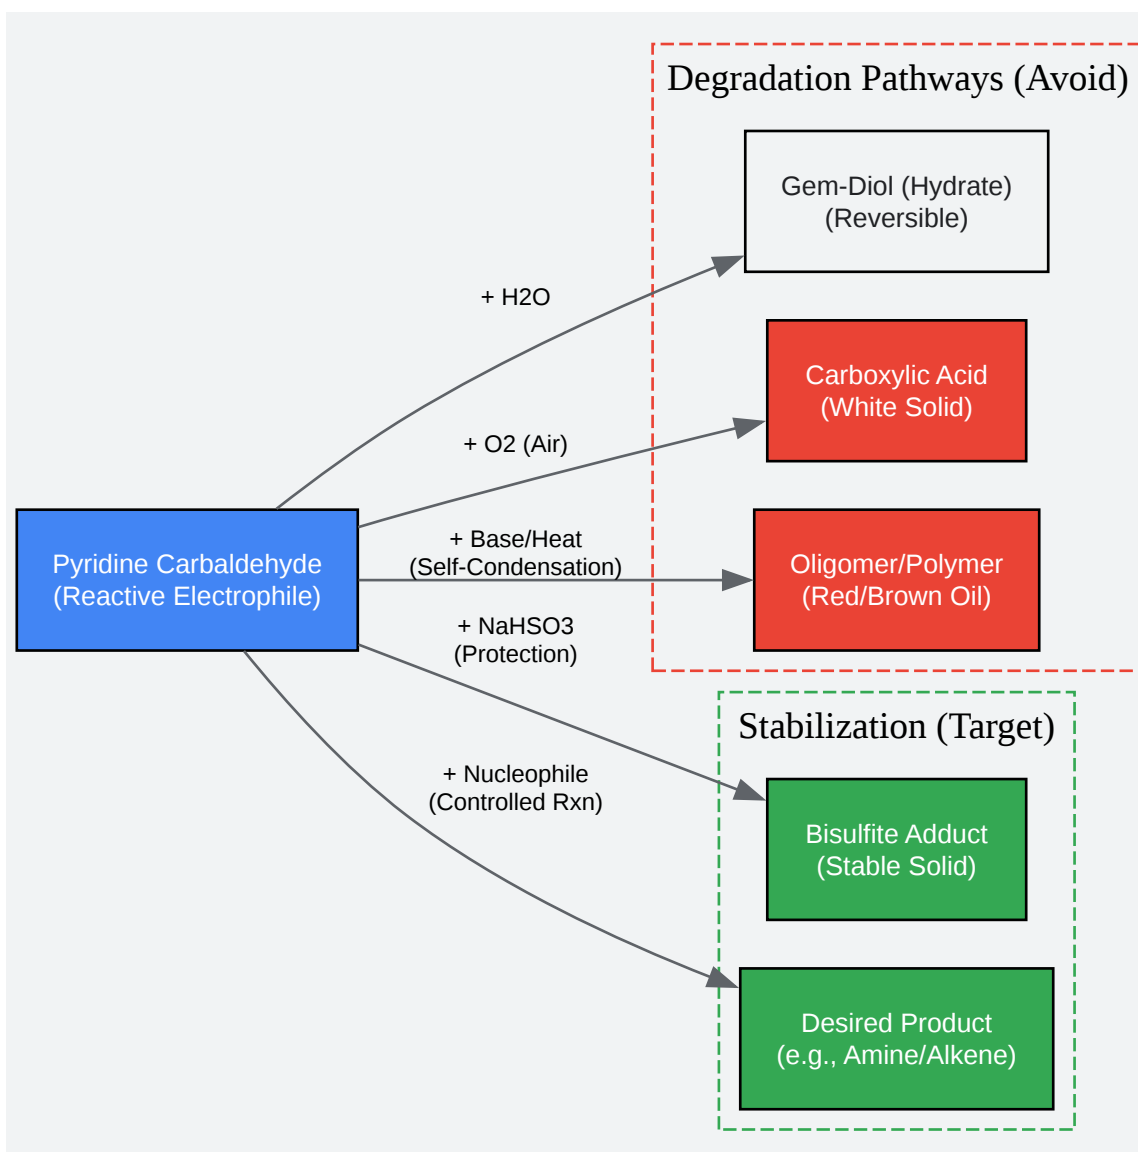 Degradation Pathways (Avoid)
Gem-Diol (Hydrate)
(Reversible)
+ H2O
Carboxylic Acid
(White Solid)
+ O2 (Air)
Pyridine Carbaldehyde
(Reactive Electrophile)
+ Base/Heat
(Self-Condensation)
Oligomer/Polymer
(Red/Brown Oil)
+ NaHSO3
(Protection)
Stabilization (Target)
+ Nucleophile
(Controlled Rxn)
Bisulfite Adduct
(Stable Solid)
Desired Product
(e.g., Amine/Alkene)